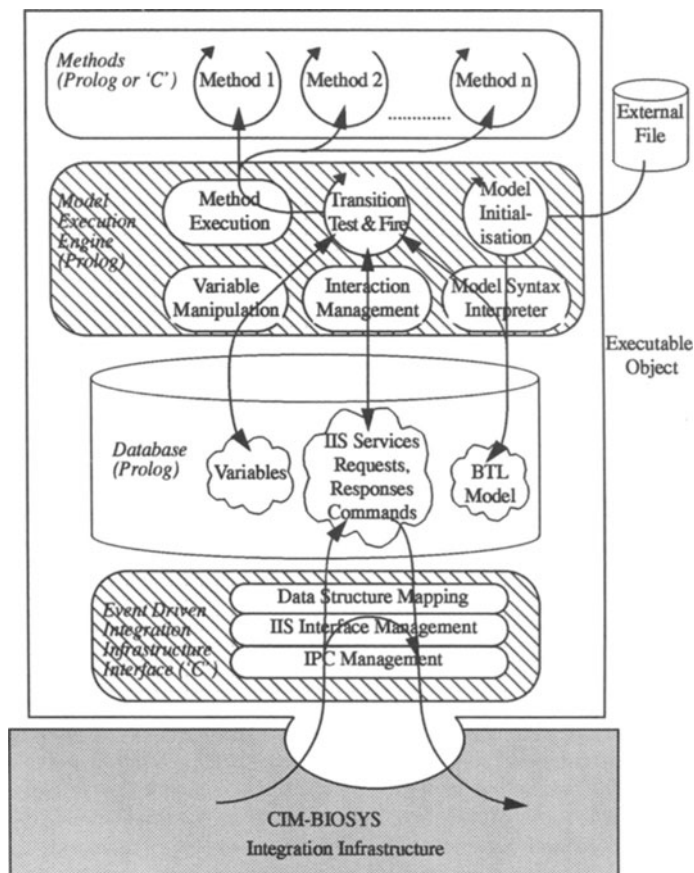 Methods
(Prolog or ‘C’)
Method 1
Method 2
Method n
External
File
Model
Execution
Engine
(Prolog)
Method
Execution
Transition
Test & Fire
Model
Initial-
isation
Variable
Manipulation
Interaction
Management
Model Syntax
Interpreter
Executable
Object
Database
(Prolog)
Variables
IIS Services
Requests,
Responses
Commands
BTL
Model
Event Driven
Integration
Infrastructure
Interface (‘C’)
Data Structure Mapping
IIS Interface Management
IPC Management
CIM-BIOSYS
Integration Infrastructure